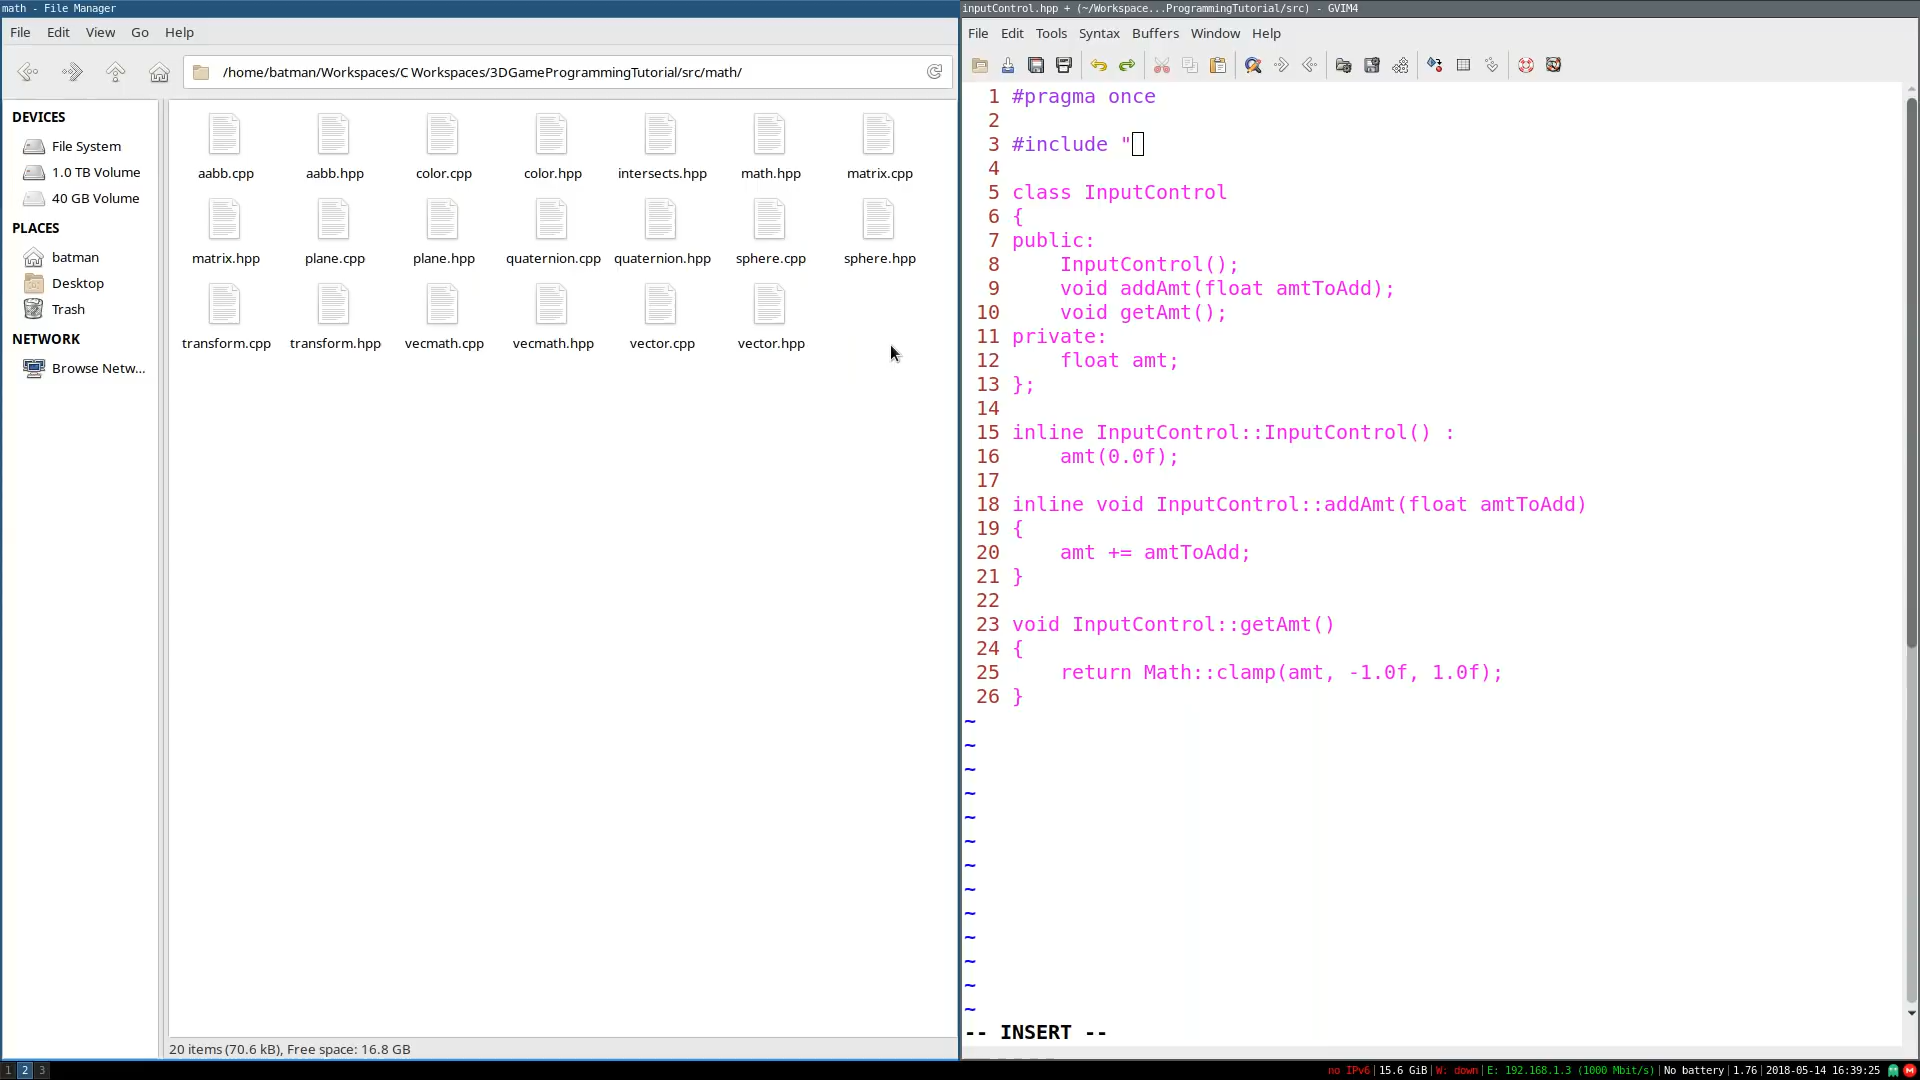 math - File Manager
File Edit View Go Help
/home/batman/Workspaces/C Workspaces/3DGameProgrammingTutorial/src/math/
DEVICES
File System
1.0 TB Volume
40 GB Volume
PLACES
batman
Desktop
Trash
NETWORK
Browse Netw...
aabb.cpp aabb.hpp color.cpp color.hpp intersects.hpp math.hpp matrix.cpp
matrix.hpp plane.cpp plane.hpp quaternion.cpp quaternion.hpp sphere.cpp sphere.hpp
transform.cpp transform.hpp vecmath.cpp vecmath.hpp vector.cpp vector.hpp
20 items (70.6 kB), Free space: 16.8 GB
inputControl.hpp + (~/Workspace...ProgrammingTutorial/src) - GVIM4
File Edit Tools Syntax Buffers Window Help
1 #pragma once
2
3 #include "
4
5 class InputControl
6 {
7 public:
8     InputControl();
9     void addAmt(float amtToAdd);
10     void getAmt();
11 private:
12     float amt;
13 };
14
15 inline InputControl::InputControl() :
16     amt(0.0f);
17
18 inline void InputControl::addAmt(float amtToAdd)
19 {
20     amt += amtToAdd;
21 }
22
23 void InputControl::getAmt()
24 {
25     return Math::clamp(amt, -1.0f, 1.0f);
26 }
~
~
~
~
~
~
~
~
~
~
~
~
~
-- INSERT --
1 2 3
no IPv6|15.6 GiB|W: down|E: 192.168.1.3 (1000 Mbit/s)|No battery|1.76|2018-05-14 16:39:25